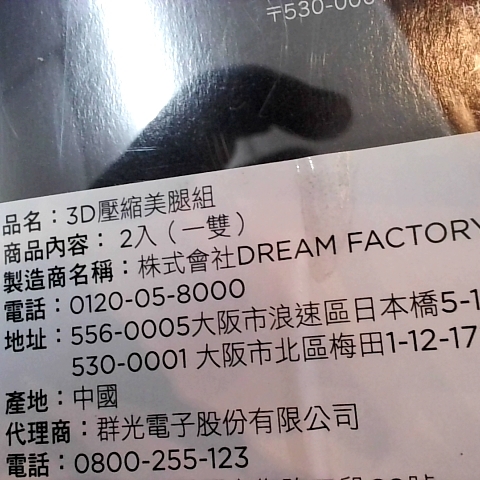 〒530-000
品名：3D壓縮美腿組
商品內容： 2入（一雙）
製造商名稱：株式會社DREAM FACTORY
電話：0120-05-8000
地址：556-0005大阪市浪速區日本橋5-1
530-0001 大阪市北區梅田1-12-17
產地：中國
代理商：群光電子股份有限公司
電話：0800-255-123